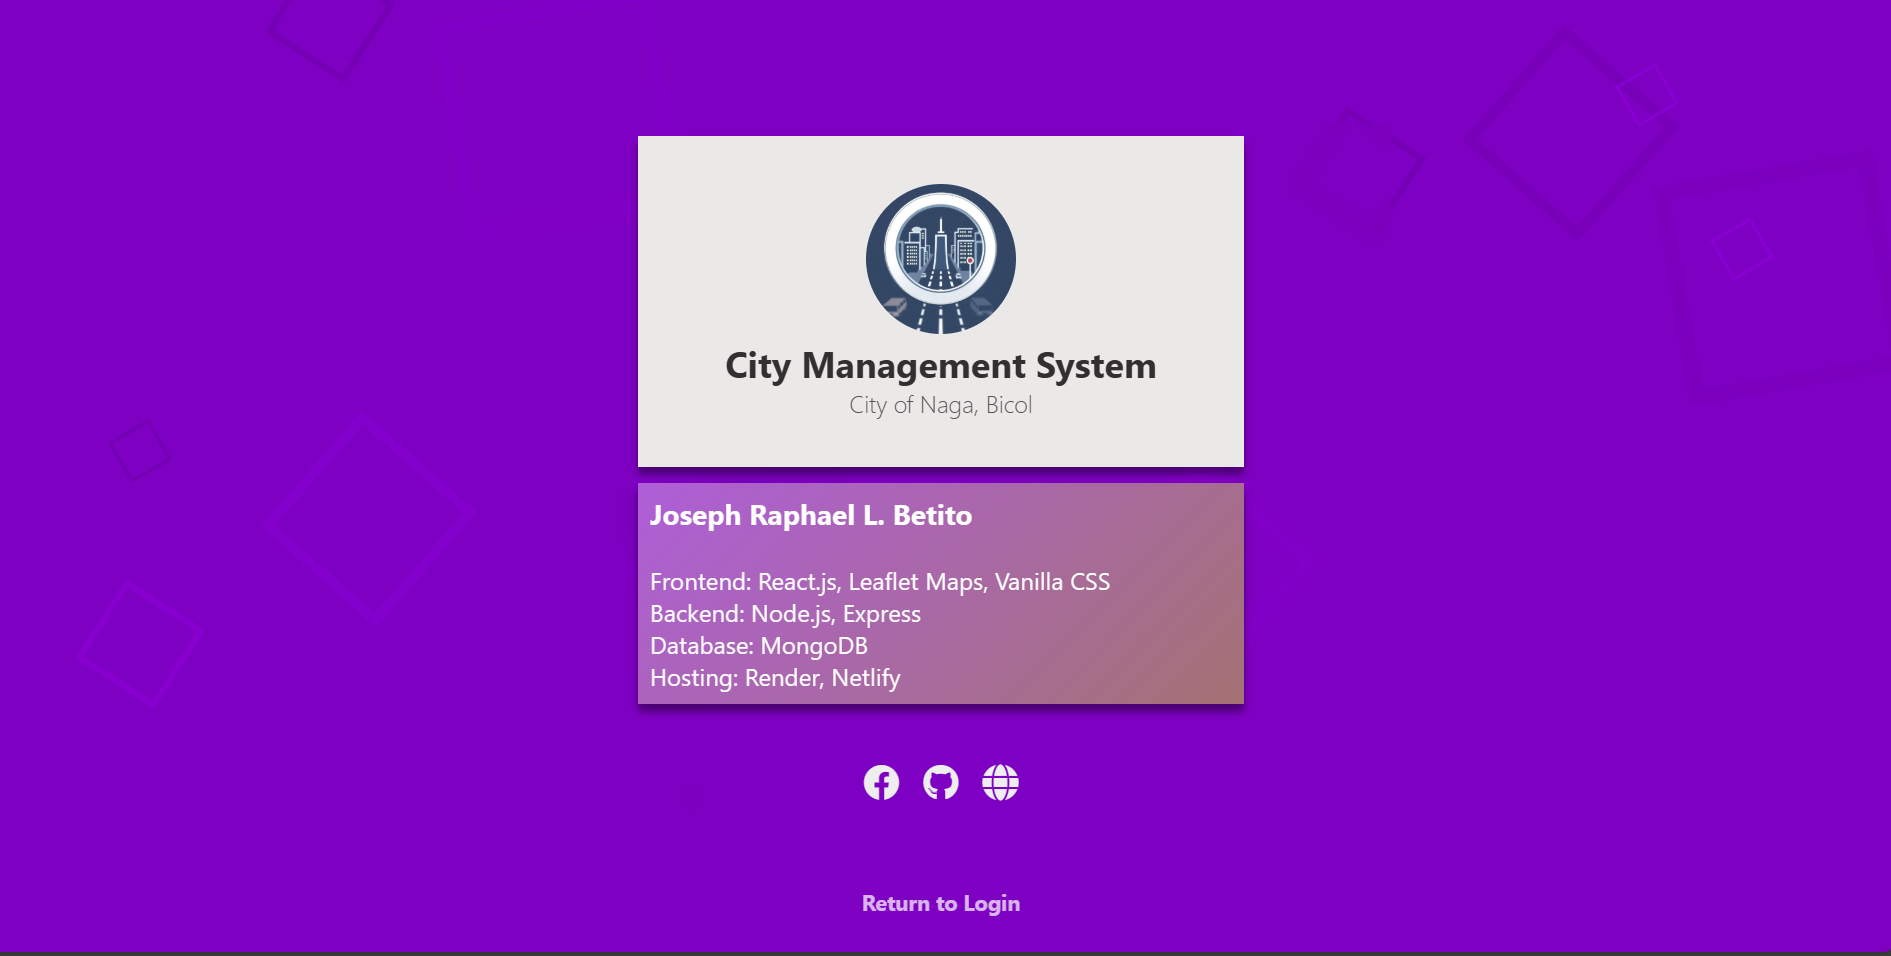 City Management System
City of Naga, Bicol
Joseph Raphael L. Betito
Frontend: React.js, Leaflet Maps, Vanilla CSS
Backend: Node.js, Express
Database: MongoDB
Hosting: Render, Netlify
Return to Login